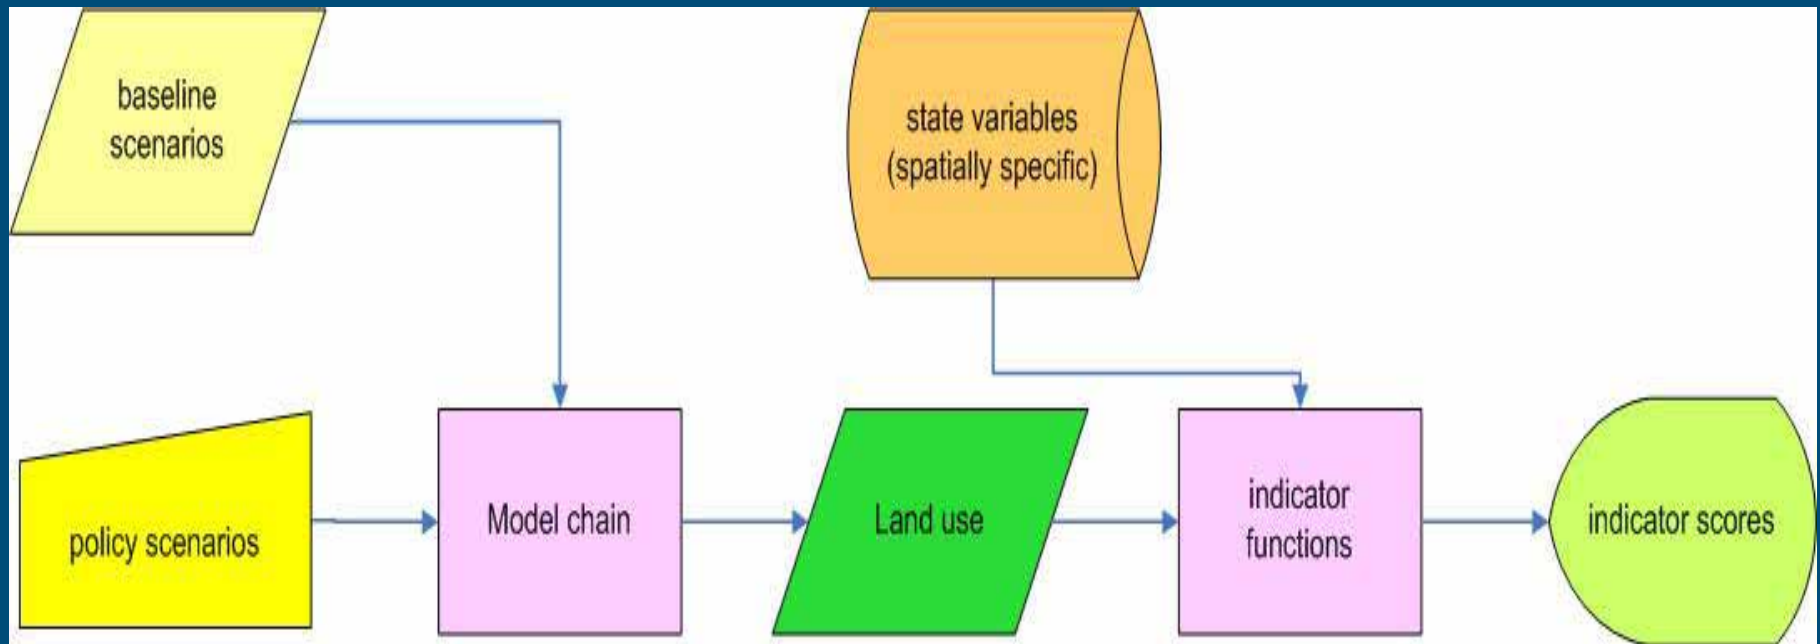 baseline
scenarios
state variables
(spatially specific)
policy scenarios
Model chain
Land use
indicator
functions
indicator scores